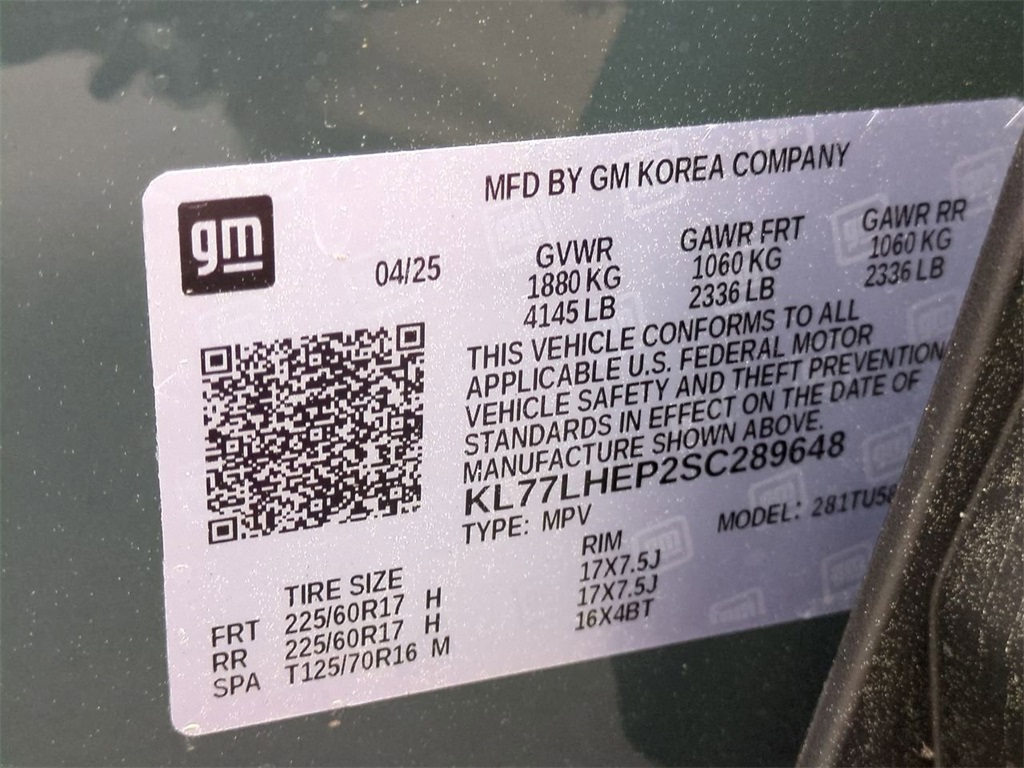 gm
MFD BY GM KOREA COMPANY
04/25
GVWR GAWR FRT GAWR RR
1880 KG 1060 KG 1060 KG
4145 LB 2336 LB 2336 LB
THIS VEHICLE CONFORMS TO ALL
APPLICABLE U.S. FEDERAL MOTOR
VEHICLE SAFETY AND THEFT PREVENTION
STANDARDS IN EFFECT ON THE DATE OF
MANUFACTURE SHOWN ABOVE.
KL77LHEP2SC289648
TYPE: MPV MODEL:
TIRE SIZE RIM
FRT 225/60R17 H 17X7.5J
RR 225/60R17 H 17X7.5J
SPA T125/70R16 M 16X4BT